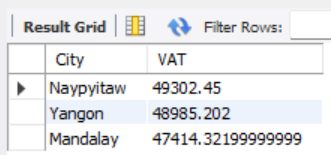 Result Grid Filter Rows:
City VAT
Naypyitaw 49302.45
Yangon 48985.202
Mandalay 47414.32199999999